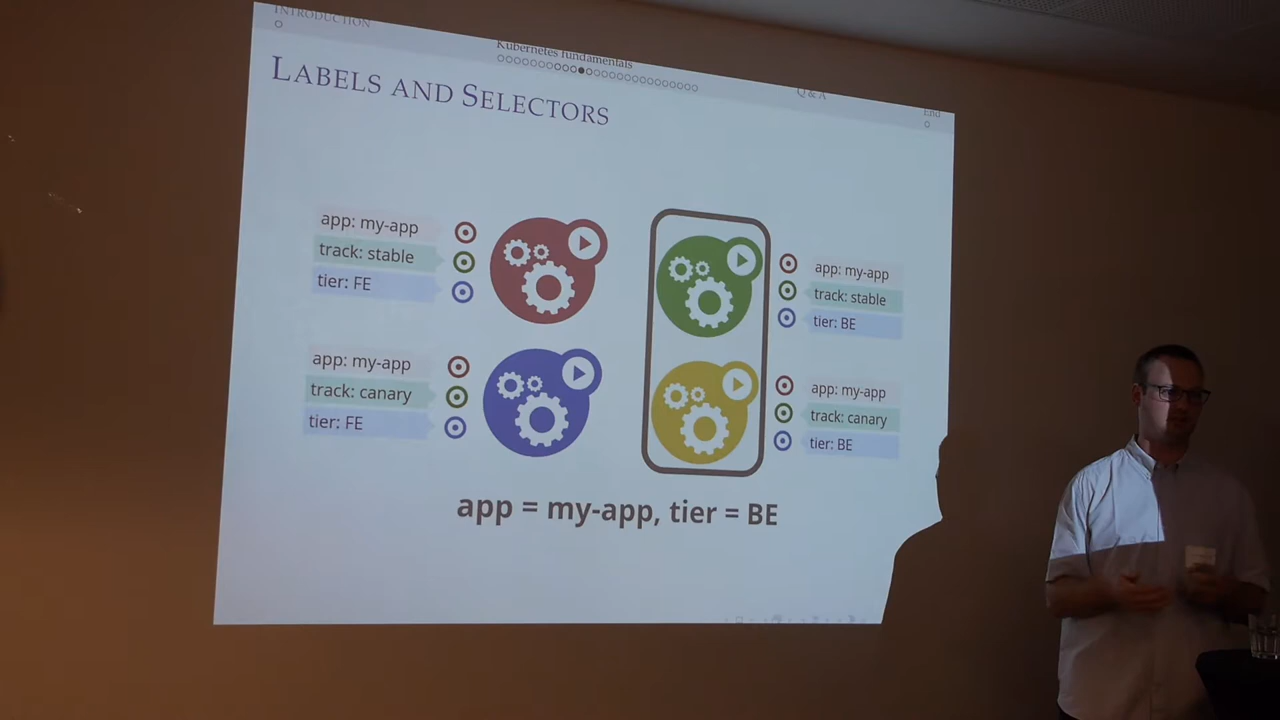 INTRODUCTION
Kubernetes fundamentals
Q & A
End
LABELS AND SELECTORS
app: my-app
track: stable
tier: FE
app: my-app
track: stable
tier: BE
app: my-app
track: canary
tier: FE
app: my-app
track: canary
tier: BE
app = my-app, tier = BE